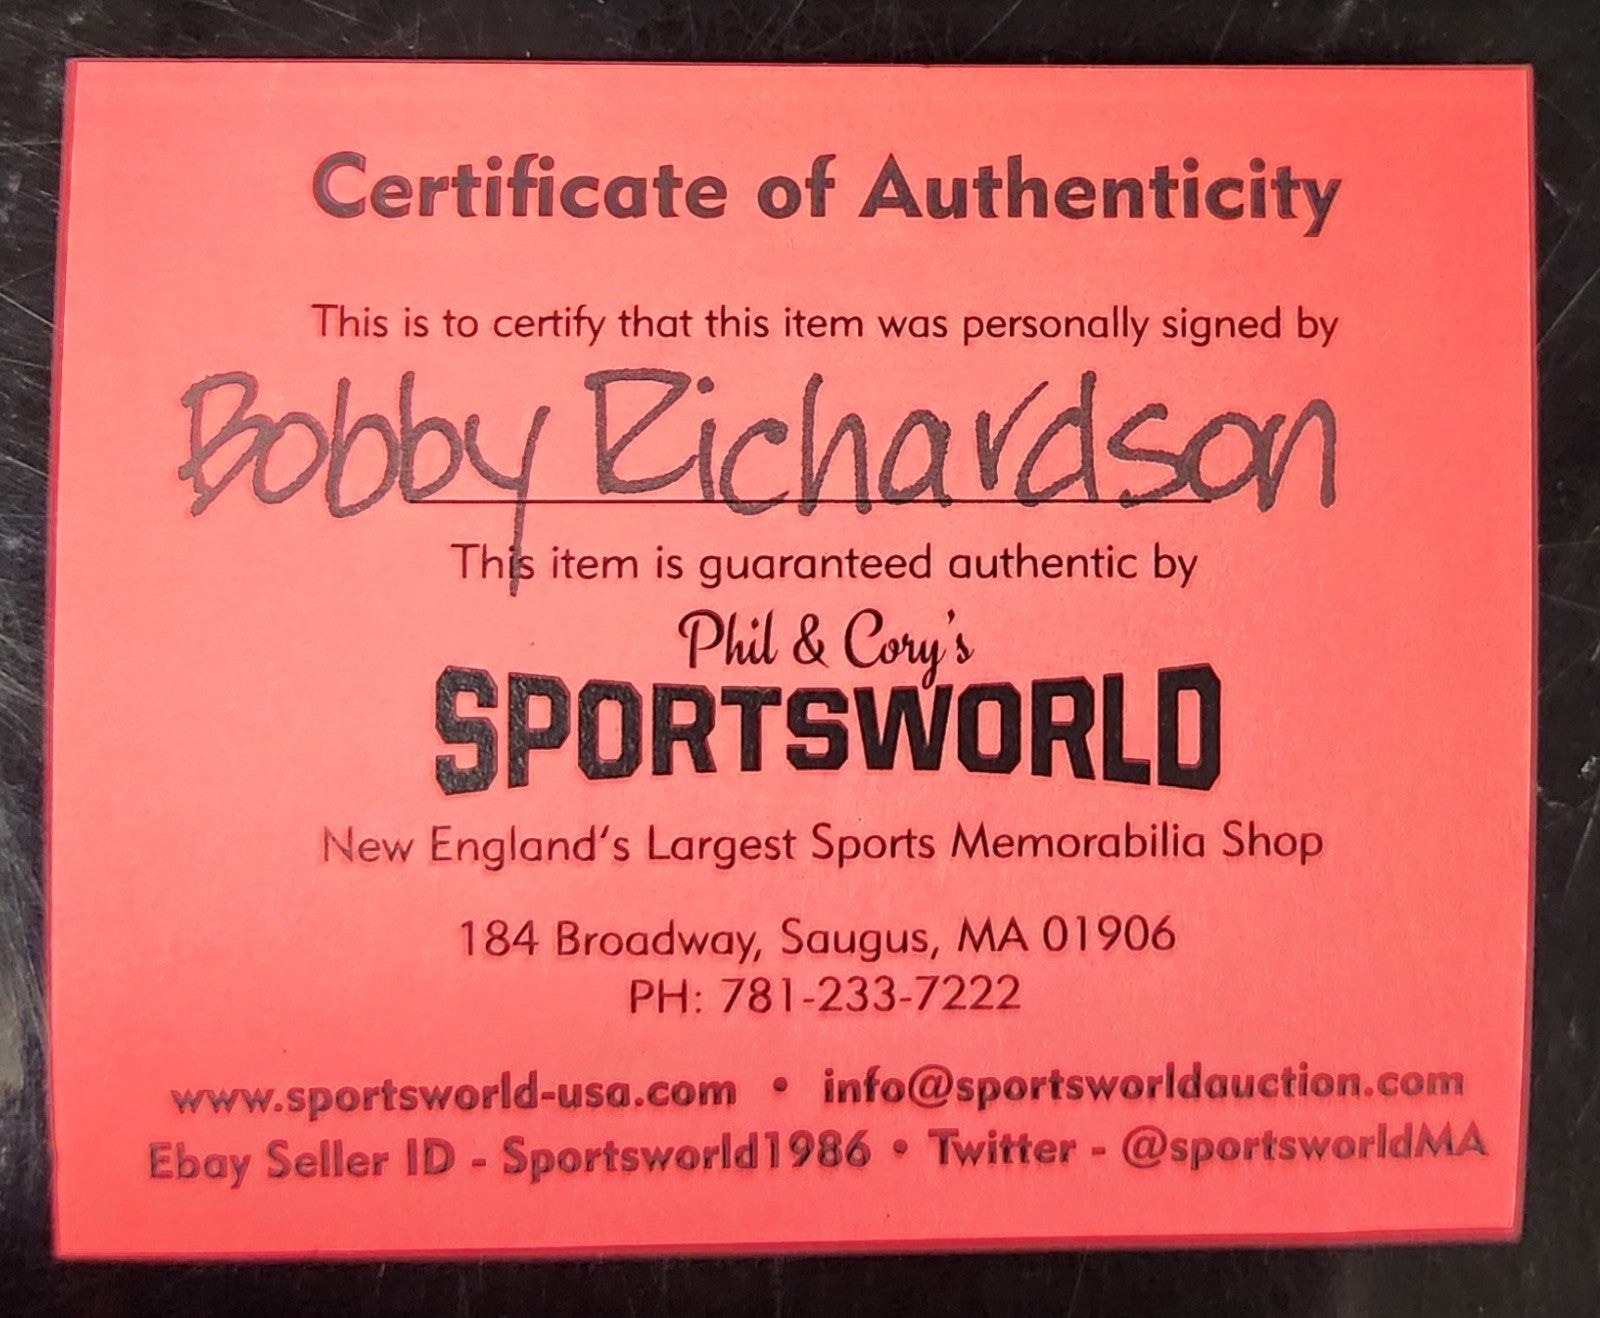 Certificate of Authenticity
This is to certify that this item was personally signed by
Bobby Richardson
This item is guaranteed authentic by
Phil & Cory's
SPORTSWORLD
New England's Largest Sports Memorabilia Shop
184 Broadway, Saugus, MA 01906
PH: 781-233-7222
www.sportsworld-usa.com • info@sportsworldauction.com
Ebay Seller ID - Sportsworld1986 • Twitter - @sportsworldMA